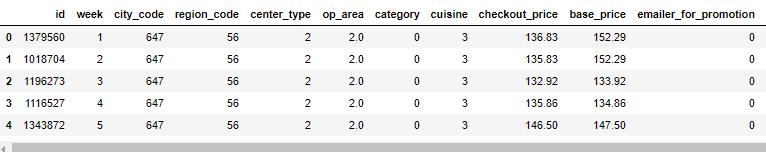 id week city_code region_code center_type op_area category cuisine checkout_price base_price emailer_for_promotion
0 1379560 1 647 56 2 2.0 0 3 136.83 152.29 0
1 1018704 2 647 56 2 2.0 0 3 135.83 152.29 0
2 1196273 3 647 56 2 2.0 0 3 132.92 133.92 0
3 1116527 4 647 56 2 2.0 0 3 135.86 134.86 0
4 1343872 5 647 56 2 2.0 0 3 146.50 147.50 0